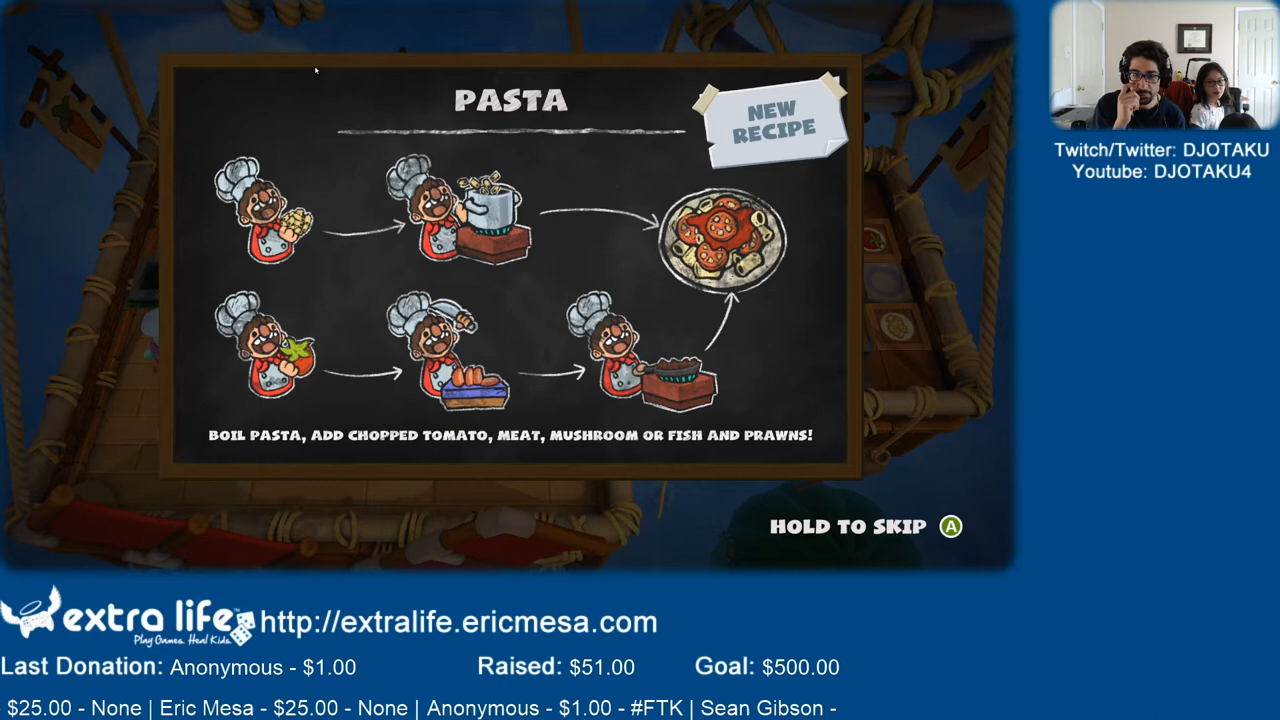 PASTA
NEW
RECIPE
BOIL PASTA, ADD CHOPPED TOMATO, MEAT, MUSHROOM OR FISH AND PRAWNS!
HOLD TO SKIP A
Twitch/Twitter: DJOTAKU
Youtube: DJOTAKU4
extra life™
Play Games. Heal Kids.
http://extralife.ericmesa.com
Last Donation: Anonymous - $1.00
Raised: $51.00
Goal: $500.00
$25.00 - None | Eric Mesa - $25.00 - None | Anonymous - $1.00 - #FTK | Sean Gibson -